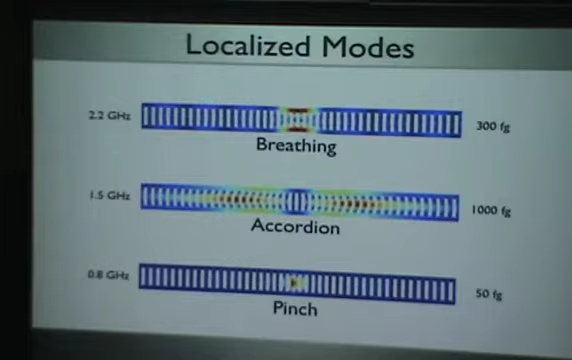 Localized Modes
2.2 GHz
300 fg
Breathing
1.5 GHz
1000 fg
Accordion
0.8 GHz
50 fg
Pinch